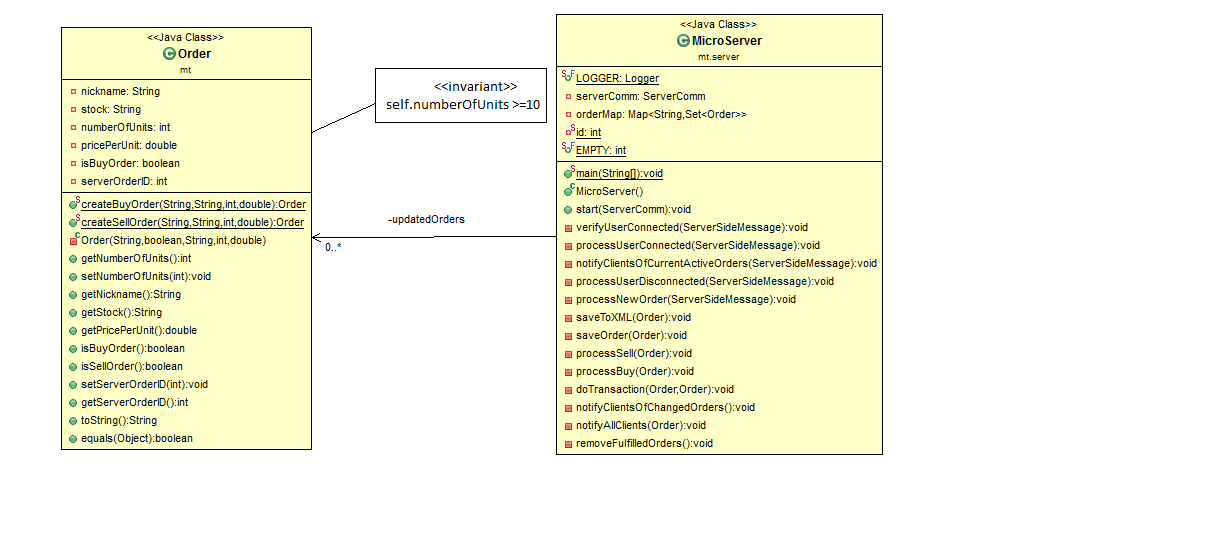 <<Java Class>>
Order
mt
nickname: String
stock: String
numberOfUnits: int
pricePerUnit: double
isBuyOrder: boolean
serverOrderID: int
createBuyOrder(String,String,int,double):Order
createSellOrder(String,String,int,double):Order
Order(String,boolean,String,int,double)
getNumberOfUnits():int
setNumberOfUnits(int):void
getNickname():String
getStock():String
getPricePerUnit():double
isBuyOrder():boolean
isSellOrder():boolean
setServerOrderID(int):void
getServerOrderID():int
toString():String
equals(Object):boolean
<<invariant>>
self.numberOfUnits >=10
-updatedOrders
0..*
<<Java Class>>
MicroServer
mt.server
LOGGER: Logger
serverComm: ServerComm
orderMap: Map<String,Set<Order>>
id: int
EMPTY: int
main(String[]):void
MicroServer()
start(ServerComm):void
verifyUserConnected(ServerSideMessage):void
processUserConnected(ServerSideMessage):void
notifyClientsOfCurrentActiveOrders(ServerSideMessage):void
processUserDisconnected(ServerSideMessage):void
processNewOrder(ServerSideMessage):void
saveToXML(Order):void
saveOrder(Order):void
processSell(Order):void
processBuy(Order):void
doTransaction(Order,Order):void
notifyClientsOfChangedOrders():void
notifyAllClients(Order):void
removeFulfilledOrders():void